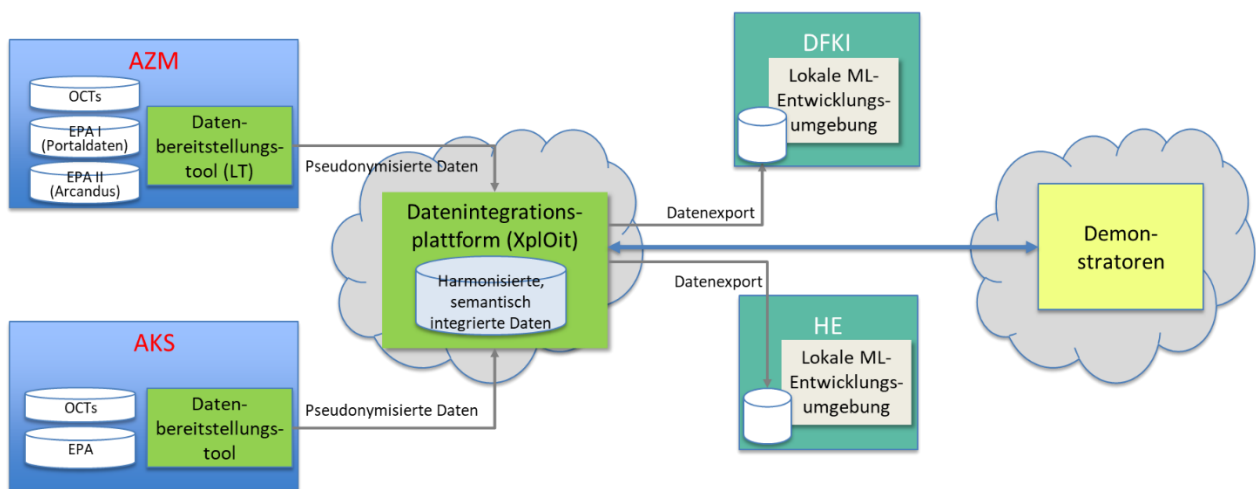 AZM
OCTs
EPA I
(Portaldaten)
EPA II
(Arcandus)
Daten-
bereitstellungs-
tool (LT)
Pseudonymisierte Daten
AKS
OCTs
EPA
Daten-
bereitstellungs-
tool
Pseudonymisierte Daten
Datenintegrations-
plattform (XplOit)
Harmonisierte,
semantisch
integrierte Daten
DFKI
Lokale ML-
Entwicklungs-
umgebung
Datenexport
Datenexport
HE
Lokale ML-
Entwicklungs-
umgebung
Demon-
stratoren